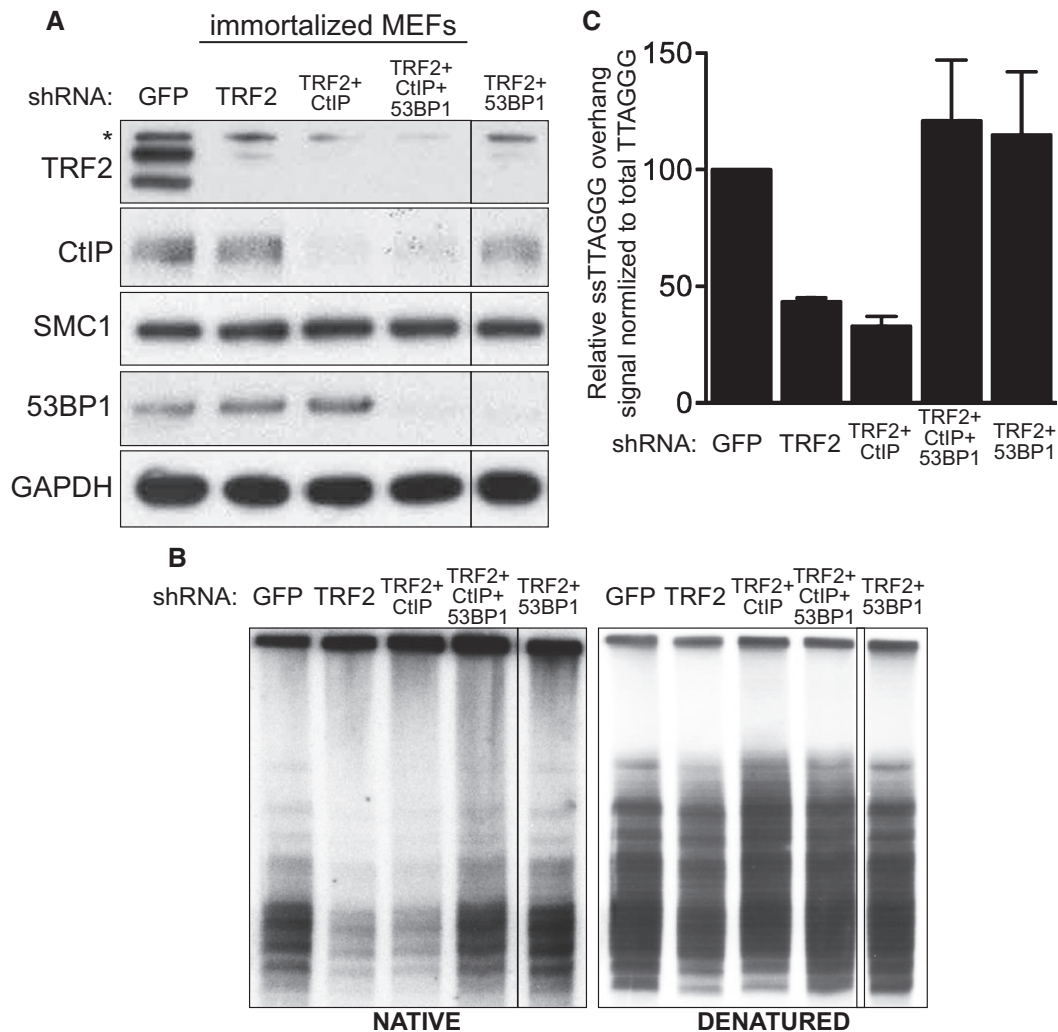 A
immortalized MEFs
shRNA:
GFP
TRF2
TRF2+
CtIP
TRF2+
CtIP+
53BP1
TRF2+
53BP1
*
TRF2
CtIP
SMC1
53BP1
GAPDH
C
Relative ssTTAGGG overhang
signal normlized to total TTAGGG
150
100
50
0
shRNA:
GFP
TRF2
TRF2+
CtIP
TRF2+
CtIP+
53BP1
TRF2+
53BP1
B
shRNA:
GFP
TRF2
TRF2+
CtIP
TRF2+
CtIP+
53BP1
TRF2+
53BP1
GFP
TRF2
TRF2+
CtIP
TRF2+
CtIP+
53BP1
TRF2+
53BP1
NATIVE
DENATURED